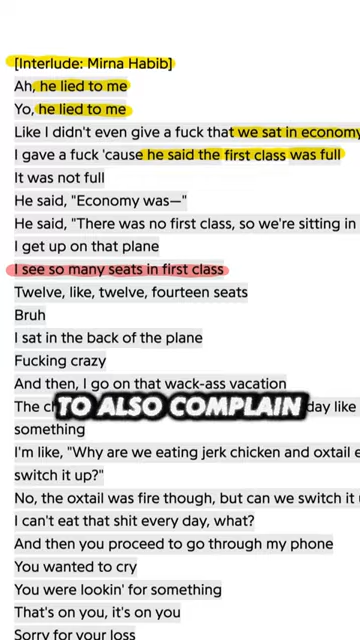 [Interlude: Mirna Habib]
Ah, he lied to me
Yo, he lied to me
Like I didn't even give a fuck that we sat in economy
I gave a fuck 'cause he said the first class was full
It was not full
He said, "Economy was—"
He said, "There was no first class, so we're sitting in
I get up on that plane
I see so many seats in first class
Twelve, like, twelve, fourteen seats
Bruh
I sat in the back of the plane
Fucking crazy
And then, I go on that wack-ass vacation
The day like
TO ALSO COMPLAIN
something
I'm like, "Why are we eating jerk chicken and oxtail e
switch it up?"
No, the oxtail was fire though, but can we switch it
I can't eat that shit every day, what?
And then you proceed to go through my phone
You wanted to cry
You were lookin' for something
That's on you, it's on you
Sorry for your loss